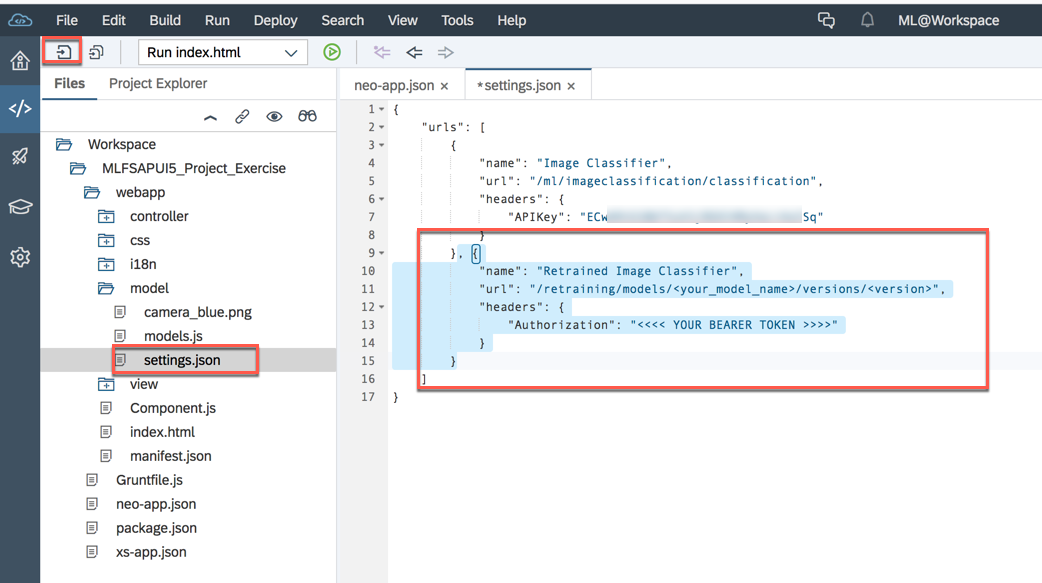 File Edit Build Run Deploy Search View Tools Help ML@Workspace
Run index.html
Files Project Explorer
neo-app.json × *settings.json ×
Workspace
MLFSAPUI5_Project_Exercise
webapp
controller
css
i18n
model
camera_blue.png
models.js
settings.json
view
Component.js
index.html
manifest.json
Gruntfile.js
neo-app.json
package.json
xs-app.json
1 {
2 "urls": [
3 {
4 "name": "Image Classifier",
5 "url": "/ml/imageclassification/classification",
6 "headers": {
7 "APIKey": "ECw Sq"
8 }
9 }, {
10 "name": "Retrained Image Classifier",
11 "url": "/retraining/models/<your_model_name>/versions/<version>",
12 "headers": {
13 "Authorization": "<<<< YOUR BEARER TOKEN >>>>"
14 }
15 }
16 ]
17 }